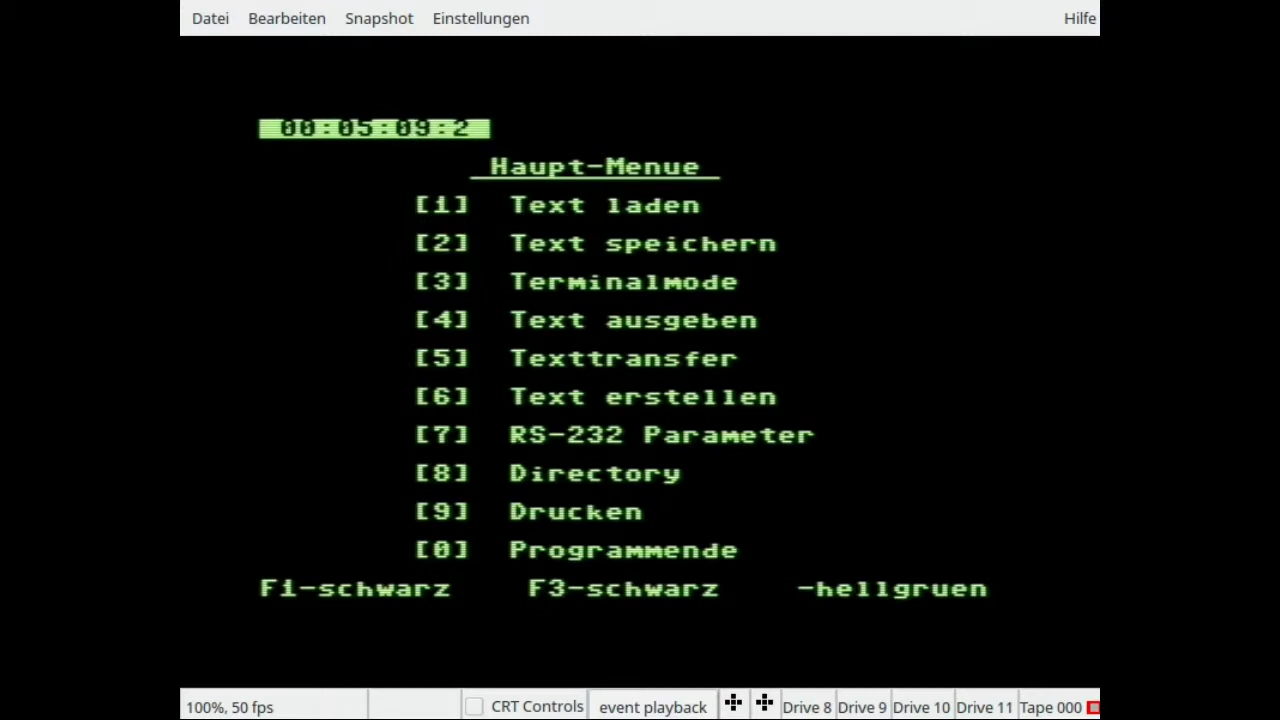 Datei Bearbeiten Snapshot Einstellungen Hilfe
00:05:09:2
Haupt-Menue
[1] Text laden
[2] Text speichern
[3] Terminalmode
[4] Text ausgeben
[5] Texttransfer
[6] Text erstellen
[7] RS-232 Parameter
[8] Directory
[9] Drucken
[0] Programmende
F1-schwarz F3-schwarz -hellgruen
100%, 50 fps CRT Controls event playback Drive 8 Drive 9 Drive 10 Drive 11 Tape 000